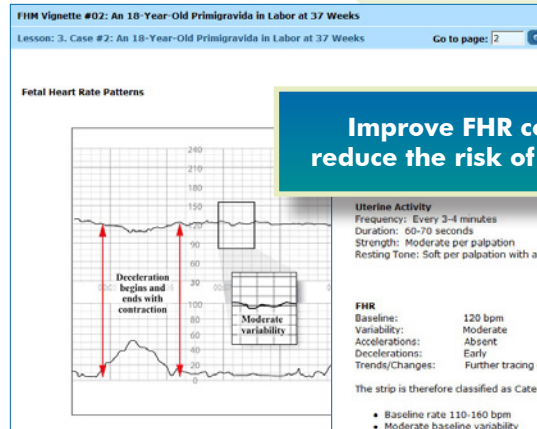 FHM Vignette #02: An 18-Year-Old Primigravida in Labor at 37 Weeks
Lesson: 3. Case #2: An 18-Year-Old Primigravida in Labor at 37 Weeks
Go to page: 2
Fetal Heart Rate Patterns
Improve FHR
reduce the risk of
240
210
180
150
90
60
30
100
80
60
40
20
0
Deceleration
begins and
ends with
contraction
Moderate
variability
Uterine Activity
Frequency: Every 3-4 minutes
Duration: 60-70 seconds
Strength: Moderate per palpation
Resting Tone: Soft per palpation with a
FHR
Baseline: 120 bpm
Variability: Moderate
Accelerations: Absent
Decelerations: Early
Trends/Changes: Further tracing
The strip is therefore classified as
• Baseline rate 110-160 bpm
• Moderate baseline variability